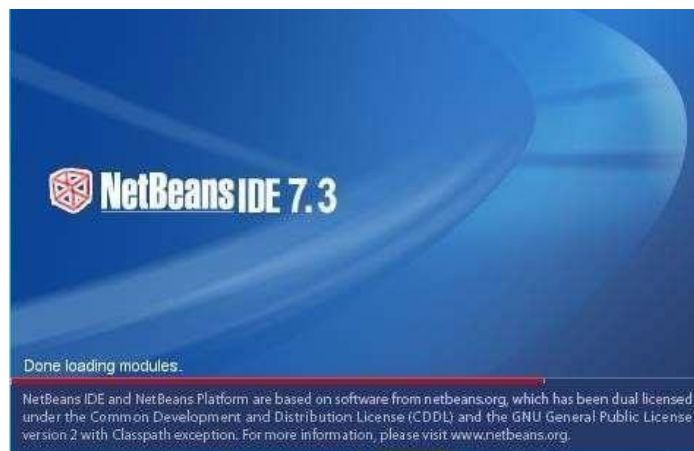 NetBeans IDE 7.3
Done loading modules.
NetBeans IDE and NetBeans Platform are based on software from netbeans.org, which has been dual licensed
under the Common Development and Distribution License (CDDL) and the GNU General Public License
version 2 with Classpath exception. For more information, please visit www.netbeans.org.